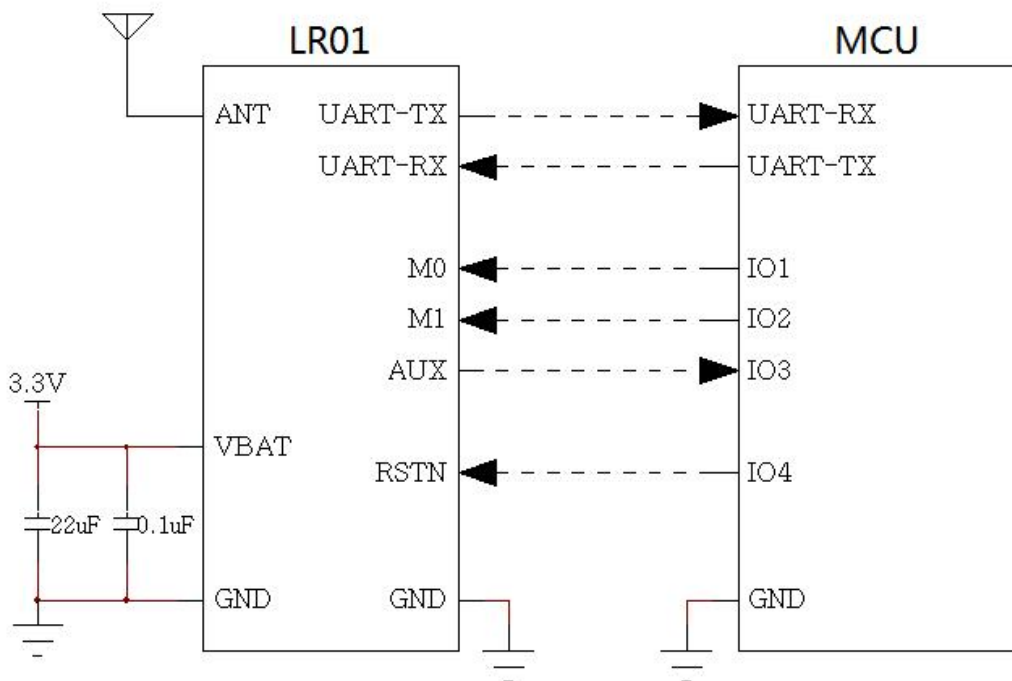 LR01
MCU
ANT
UART-TX
UART-RX
UART-RX
UART-TX
M0
IO1
M1
IO2
AUX
IO3
3.3V
VBAT
RSTN
IO4
22uF
0.1uF
GND
GND
GND